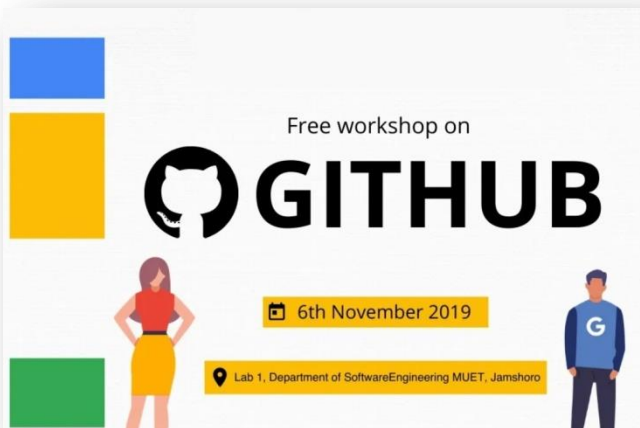 Free workshop on
GITHUB
6th November 2019
Lab 1, Department of SoftwareEngineering MUET, Jamshoro
G